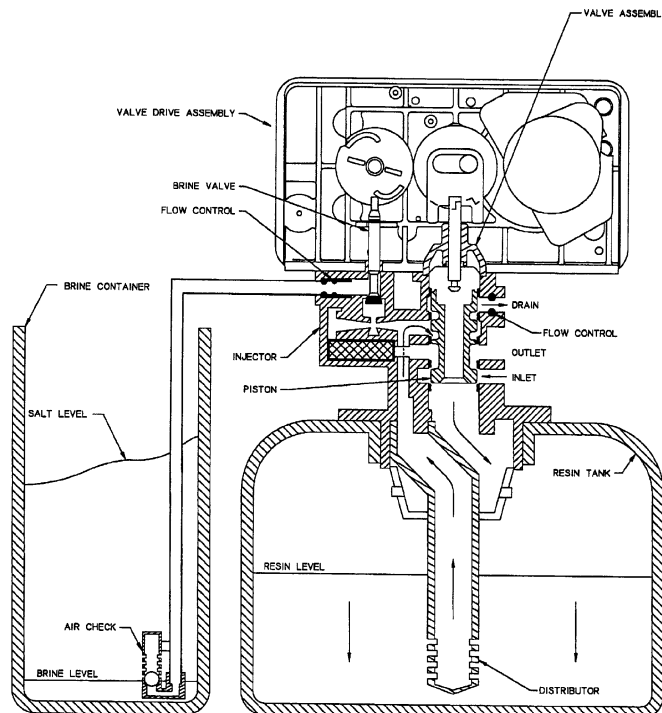 VALVE ASSEMBL
VALVE DRIVE ASSEMBLY
BRINE VALVE
FLOW CONTROL
BRINE CONTAINER
DRAIN
FLOW CONTROL
INJECTOR
OUTLET
PISTON
INLET
SALT LEVEL
RESIN TANK
RESIN LEVEL
AIR CHECK
BRINE LEVEL
DISTRIBUTOR